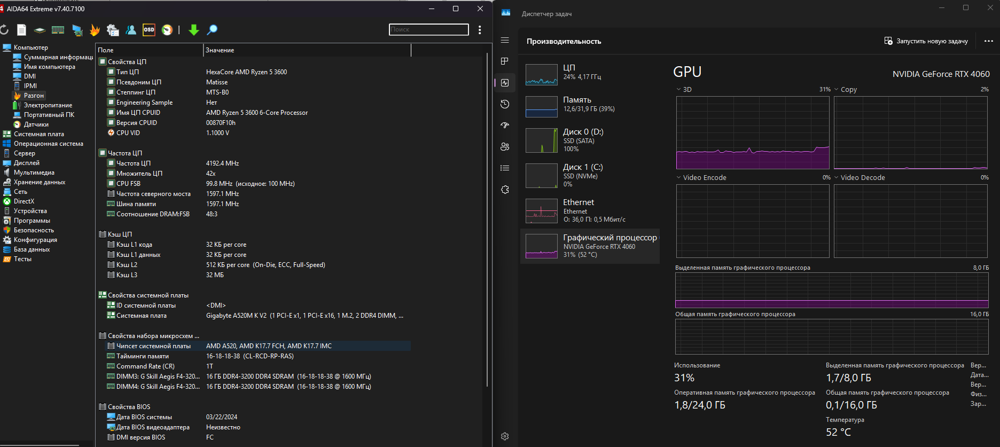 AIDA64 Extreme v7.40.7100
OSD
Поиск
Компьютер
Суммарная информаци
Имя компьютера
DMI
IPMI
Разгон
Электропитание
Портативный ПК
Датчики
Системная плата
Операционная система
Сервер
Дисплей
Мультимедиа
Хранение данных
Сеть
DirectX
Устройства
Программы
Безопасность
Конфигурация
База данных
Тесты
Поле Значение
Свойства ЦП
Тип ЦП HexaCore AMD Ryzen 5 3600
Псевдоним ЦП Matisse
Степпинг ЦП MTS-B0
Engineering Sample Нет
Имя ЦП CPUID AMD Ryzen 5 3600 6-Core Processor
Версия CPUID 00870F10h
CPU VID 1.1000 V
Частота ЦП
Частота ЦП 4192.4 MHz
Множитель ЦП 42x
CPU FSB 99.8 MHz (исходное: 100 MHz)
Частота северного моста 1597.1 MHz
Шина памяти 1597.1 MHz
Соотношение DRAM:FSB 48:3
Кэш ЦП
Кэш L1 кода 32 КБ per core
Кэш L1 данных 32 КБ per core
Кэш L2 512 КБ per core (On-Die, ECC, Full-Speed)
Кэш L3 32 МБ
Свойства системной платы
ID системной платы <DMI>
Системная плата Gigabyte A520M K V2 (1 PCI-E x1, 1 PCI-E x16, 1 M.2, 2 DDR4 DIMM, ...
Свойства набора микросхем ...
Чипсет системной платы AMD A520, AMD K17.7 FCH, AMD K17.7 IMC
Тайминги памяти 16-18-18-38 (CL-RCD-RP-RAS)
Command Rate (CR) 1T
DIMM3: G Skill Aegis F4-320... 16 ГБ DDR4-3200 DDR4 SDRAM (16-18-18-38 @ 1600 МГц)
DIMM4: G Skill Aegis F4-320... 16 ГБ DDR4-3200 DDR4 SDRAM (16-18-18-38 @ 1600 МГц)
Свойства BIOS
Дата BIOS системы 03/22/2024
Дата BIOS видеоадаптера Неизвестно
DMI версия BIOS FC
Диспетчер задач
Производительность
Запустить новую задачу
ЦП
24% 4,17 ГГц
Память
12,6/31,9 ГБ (39%)
Диск 0 (D:)
SSD (SATA)
100%
Диск 1 (C:)
SSD (NVMe)
0%
Ethernet
Ethernet
О: 36,0 П: 0,5 Мбит/с
Графический процессор
NVIDIA GeForce RTX 4060
31% (52 °C)
GPU NVIDIA GeForce RTX 4060
3D 31% Copy 2%
Video Encode 0% Video Decode 0%
Выделенная память графического процессора 8,0 ГБ
Общая память графического процессора 16,0 ГБ
Использование
31%
Оперативная память графического процессора
1,8/24,0 ГБ
Выделенная память графического процессора
1,7/8,0 ГБ
Общая память графического процессора
0,1/16,0 ГБ
Температура
52 °C
Вер...
Дата...
Вер...
Физ...
Зар...